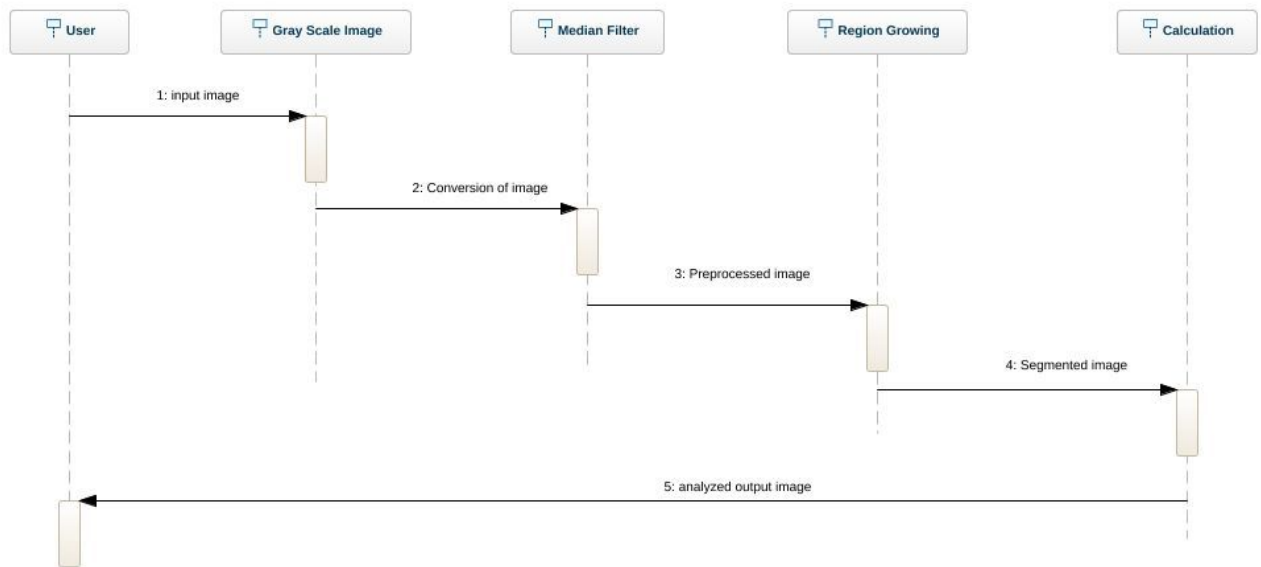 User
Gray Scale Image
Median Filter
Region Growing
Calculation
1: input image
2: Conversion of image
3: Preprocessed image
4: Segmented image
5: analyzed output image